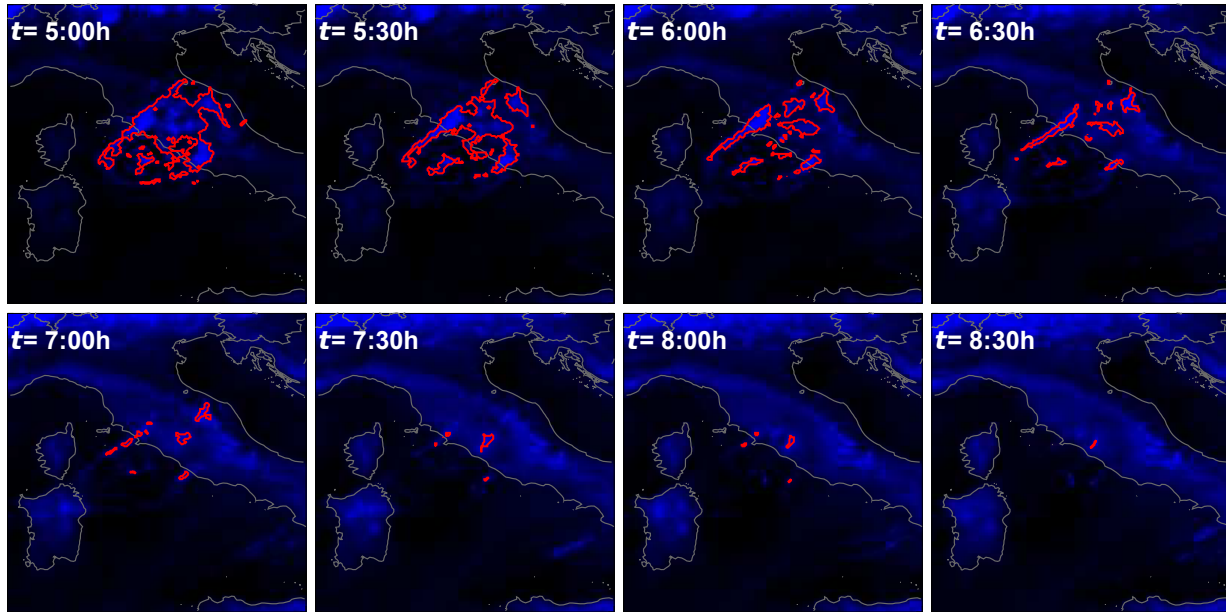 t= 5:00h
t= 5:30h
t= 6:00h
t= 6:30h
t= 7:00h
t= 7:30h
t= 8:00h
t= 8:30h